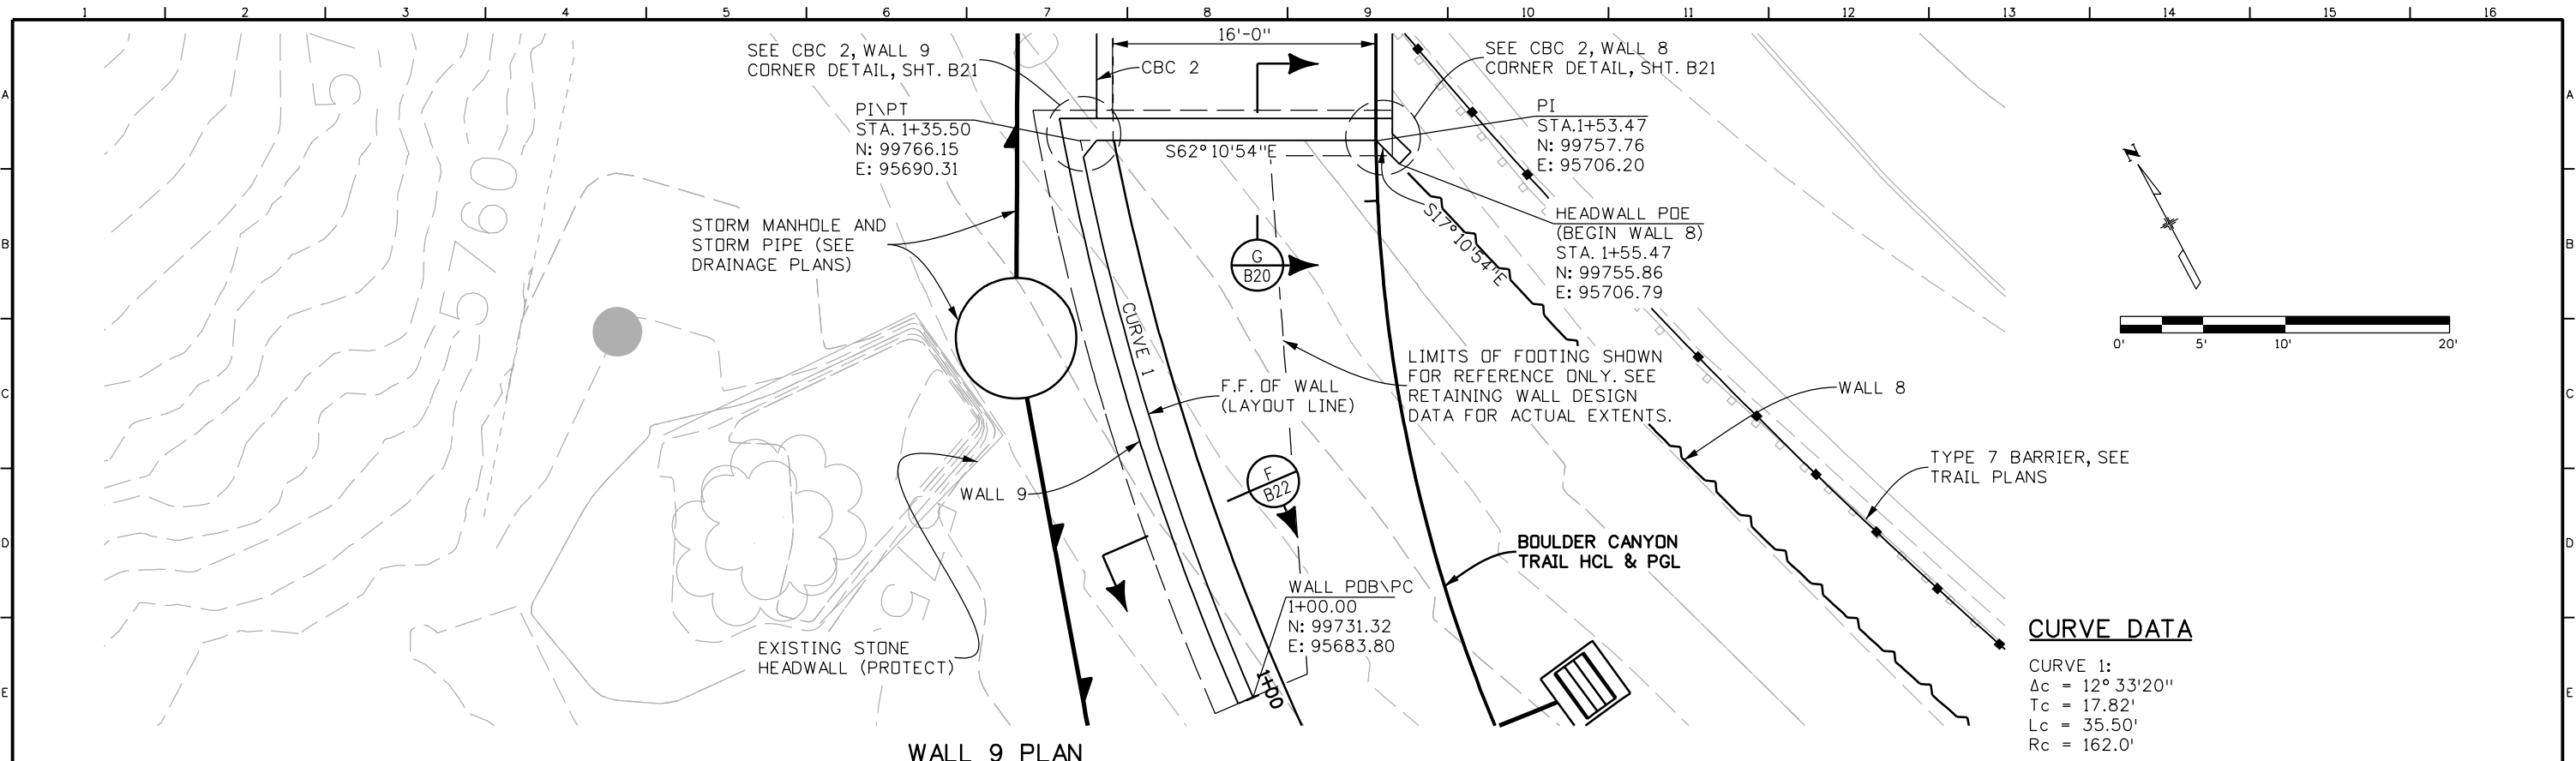 1 2 3 4 5 6 7 8 9 10 11 12 13 14 15 16
A
B
C
D
E
A
B
C
D
E
SEE CBC 2, WALL 9
CORNER DETAIL, SHT. B21
CBC 2
16'-0"
SEE CBC 2, WALL 8
CORNER DETAIL, SHT. B21
PI\PT
STA. 1+35.50
N: 99766.15
E: 95690.31
S62°10'54"E
PI
STA.1+53.47
N: 99757.76
E: 95706.20
N
STORM MANHOLE AND
STORM PIPE (SEE
DRAINAGE PLANS)
5760
G
B20
S17°10'54"E
HEADWALL POE
(BEGIN WALL 8)
STA. 1+55.47
N: 99755.86
E: 95706.79
0' 5' 10' 20'
CURVE 1
F.F. OF WALL
(LAYOUT LINE)
LIMITS OF FOOTING SHOWN
FOR REFERENCE ONLY. SEE
RETAINING WALL DESIGN
DATA FOR ACTUAL EXTENTS.
WALL 8
WALL 9
F
B22
TYPE 7 BARRIER, SEE
TRAIL PLANS
BOULDER CANYON
TRAIL HCL & PGL
WALL POB\PC
1+00.00
N: 99731.32
E: 95683.80
1+00
EXISTING STONE
HEADWALL (PROTECT)
CURVE DATA
CURVE 1:
Δc = 12°33'20"
Tc = 17.82'
Lc = 35.50'
Rc = 162.0'
WALL 9 PLAN